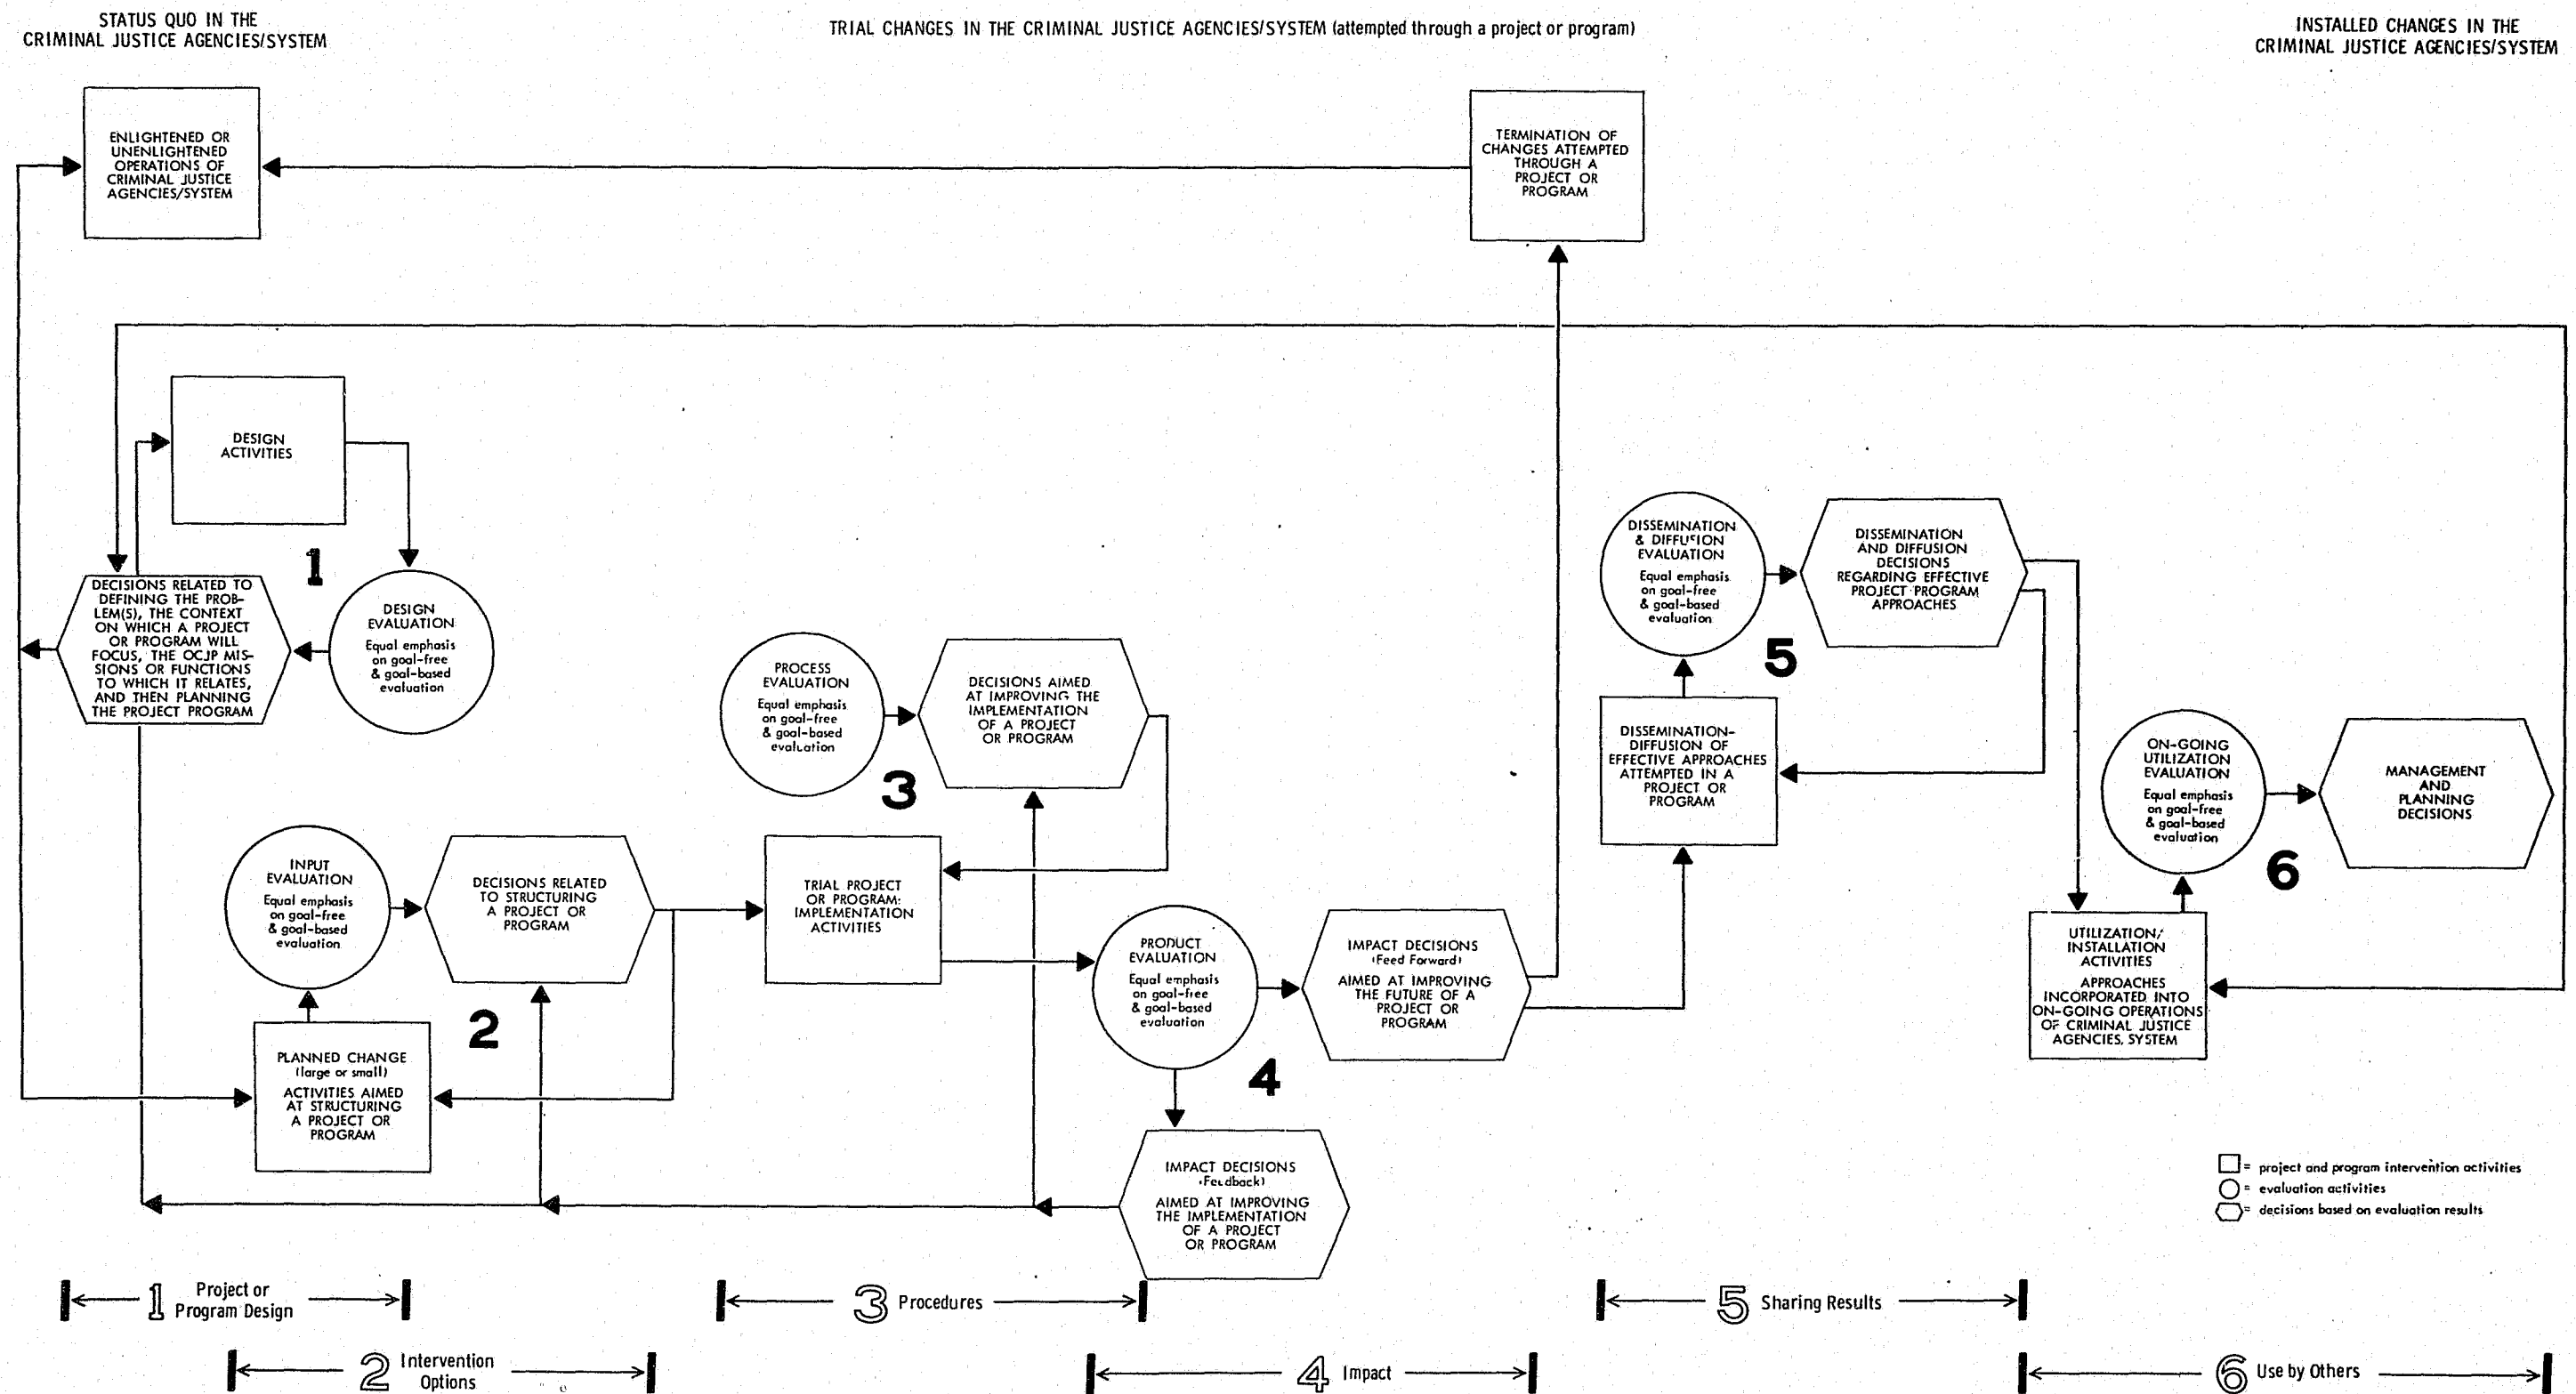 STATUS QUO IN THE
CRIMINAL JUSTICE AGENCIES/SYSTEM
TRIAL CHANGES IN THE CRIMINAL JUSTICE AGENCIES/SYSTEM (attempted through a project or program)
INSTALLED CHANGES IN THE
CRIMINAL JUSTICE AGENCIES/SYSTEM
ENLIGHTENED OR
UNENLIGHTENED
OPERATIONS OF
CRIMINAL JUSTICE
AGENCIES/SYSTEM
TERMINATION OF
CHANGES ATTEMPTED
THROUGH A
PROJECT OR
PROGRAM
DESIGN
ACTIVITIES
1
DECISIONS RELATED TO
DEFINING THE PROB-
LEM(S), THE CONTEXT
ON WHICH A PROJECT
OR PROGRAM WILL
FOCUS, THE OCJP MIS-
SIONS OR FUNCTIONS
TO WHICH IT RELATES,
AND THEN PLANNING
THE PROJECT PROGRAM
DESIGN
EVALUATION
Equal emphasis
on goal-free
& goal-based
evaluation
INPUT
EVALUATION
Equal emphasis
on goal-free
& goal-based
evaluation
DECISIONS RELATED
TO STRUCTURING
A PROJECT OR
PROGRAM
2
PLANNED CHANGE
(large or small)
ACTIVITIES AIMED
AT STRUCTURING
A PROJECT OR
PROGRAM
PROCESS
EVALUATION
Equal emphasis
on goal-free
& goal-based
evaluation
DECISIONS AIMED
AT IMPROVING THE
IMPLEMENTATION
OF A PROJECT
OR PROGRAM
3
TRIAL PROJECT
OR PROGRAM:
IMPLEMENTATION
ACTIVITIES
PRODUCT
EVALUATION
Equal emphasis
on goal-free
& goal-based
evaluation
IMPACT DECISIONS
(Feed Forward)
AIMED AT IMPROVING
THE FUTURE OF A
PROJECT OR
PROGRAM
4
IMPACT DECISIONS
(Feedback)
AIMED AT IMPROVING
THE IMPLEMENTATION
OF A PROJECT
OR PROGRAM
DISSEMINATION
& DIFFUSION
EVALUATION
Equal emphasis
on goal-free
& goal-based
evaluation
DISSEMINATION
AND DIFFUSION
DECISIONS
REGARDING EFFECTIVE
PROJECT PROGRAM
APPROACHES
5
DISSEMINATION-
DIFFUSION OF
EFFECTIVE APPROACHES
ATTEMPTED IN A
PROJECT OR
PROGRAM
ON-GOING
UTILIZATION
EVALUATION
Equal emphasis
on goal-free
& goal-based
evaluation
MANAGEMENT
AND
PLANNING
DECISIONS
6
UTILIZATION/
INSTALLATION
ACTIVITIES
APPROACHES
INCORPORATED INTO
ON-GOING OPERATIONS
OF CRIMINAL JUSTICE
AGENCIES, SYSTEM
= project and program intervention activities
= evaluation activities
= decisions based on evaluation results
1 Project or
Program Design
2 Intervention
Options
3 Procedures
4 Impact
5 Sharing Results
6 Use by Others